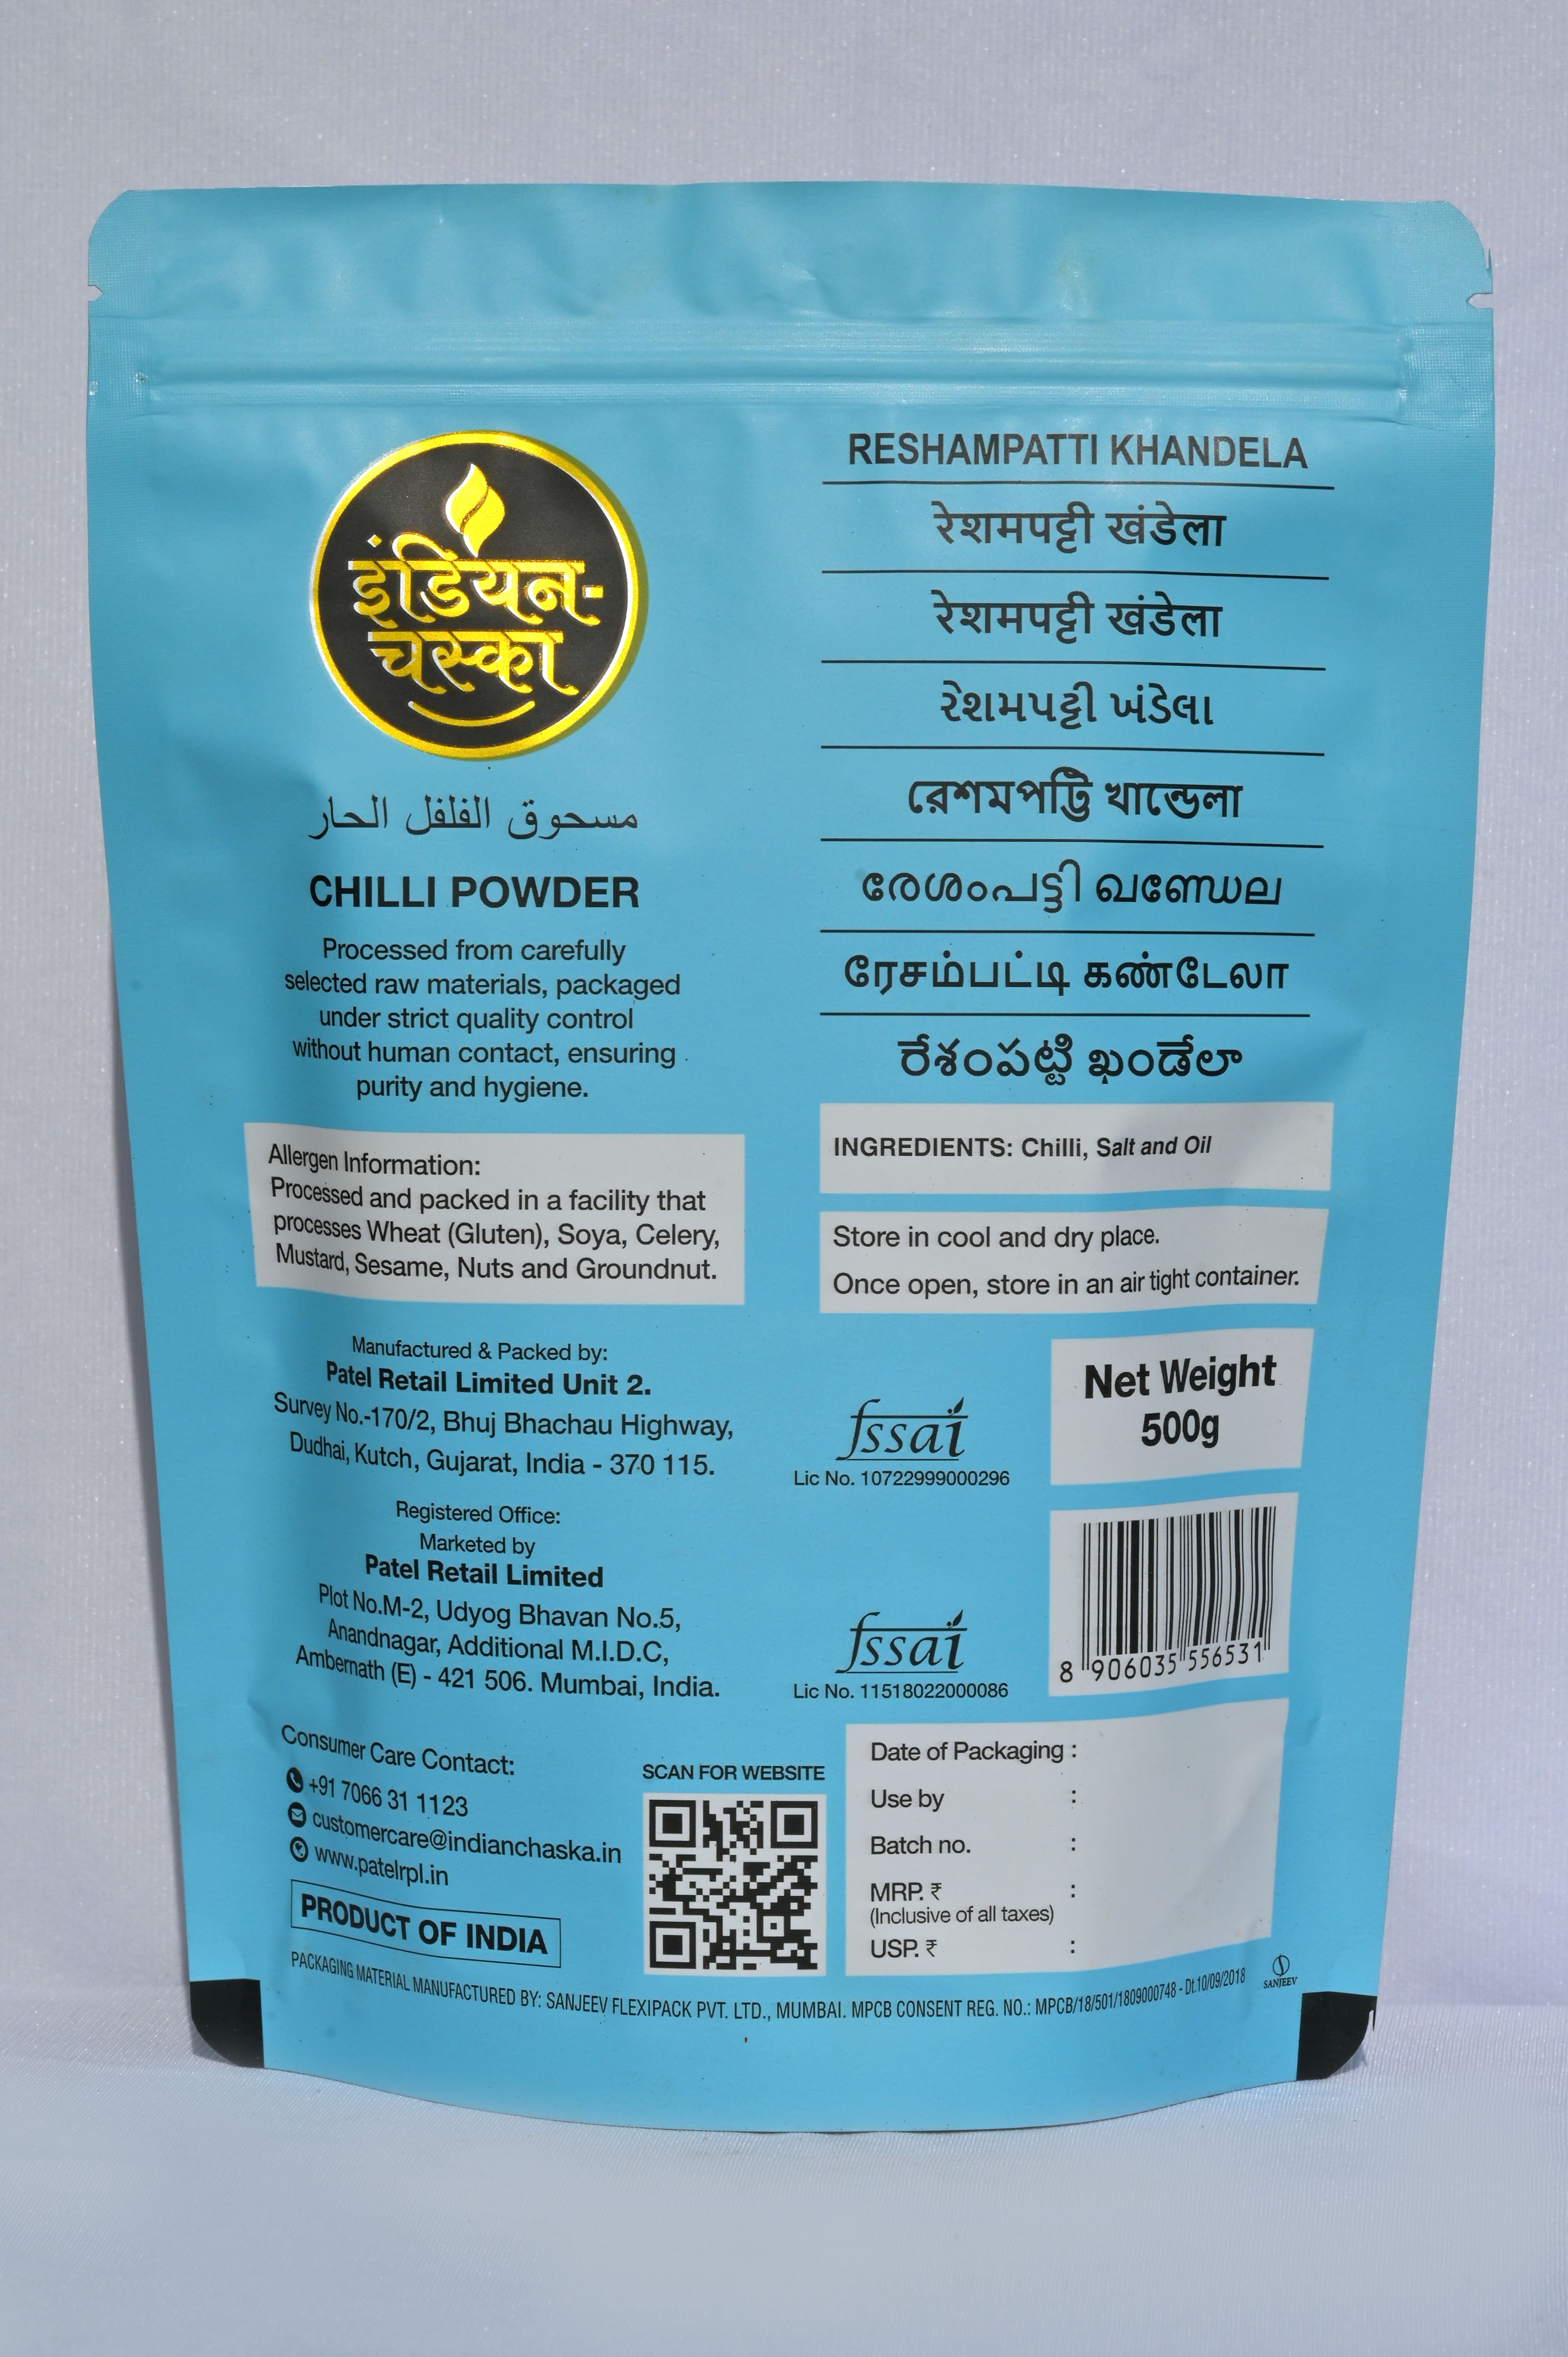 इंडियन-
चस्का
مسحوق الفلفل الحار
CHILLI POWDER
Processed from carefully
selected raw materials, packaged
under strict quality control
without human contact, ensuring
purity and hygiene.
Allergen Information:
Processed and packed in a facility that
processes Wheat (Gluten), Soya, Celery,
Mustard, Sesame, Nuts and Groundnut.
Manufactured & Packed by:
Patel Retail Limited Unit 2.
Survey No.-170/2, Bhuj Bhachau Highway,
Dudhai, Kutch, Gujarat, India - 370 115.
Registered Office:
Marketed by
Patel Retail Limited
Plot No.M-2, Udyog Bhavan No.5,
Anandnagar, Additional M.I.D.C,
Ambernath (E) - 421 506. Mumbai, India.
Consumer Care Contact:
+91 7066 31 1123
customercare@indianchaska.in
www.patelrpl.in
PRODUCT OF INDIA
SCAN FOR WEBSITE
RESHAMPATTI KHANDELA
रेशमपट्टी खंडेला
रेशमपट्टी खंडेला
રેશમપટ્ટી ખંડેલા
রেশমপট্টি খান্ডেলা
രേശംപട്ടി ഖണ്ഡേല
ரேசம்பட்டி கண்டேலா
రేశంపట్టి ఖండేలా
INGREDIENTS: Chilli, Salt and Oil
Store in cool and dry place.
Once open, store in an air tight container.
fssai
Lic No. 10722999000296
Net Weight
500g
fssai
Lic No. 11518022000086
8 906035 556531
Date of Packaging :
Use by :
Batch no. :
MRP. ₹ :
(Inclusive of all taxes)
USP. ₹ :
PACKAGING MATERIAL MANUFACTURED BY: SANJEEV FLEXIPACK PVT. LTD., MUMBAI. MPCB CONSENT REG. NO.: MPCB/18/501/1809000748 - Dt.10/09/2018
SANJEEV